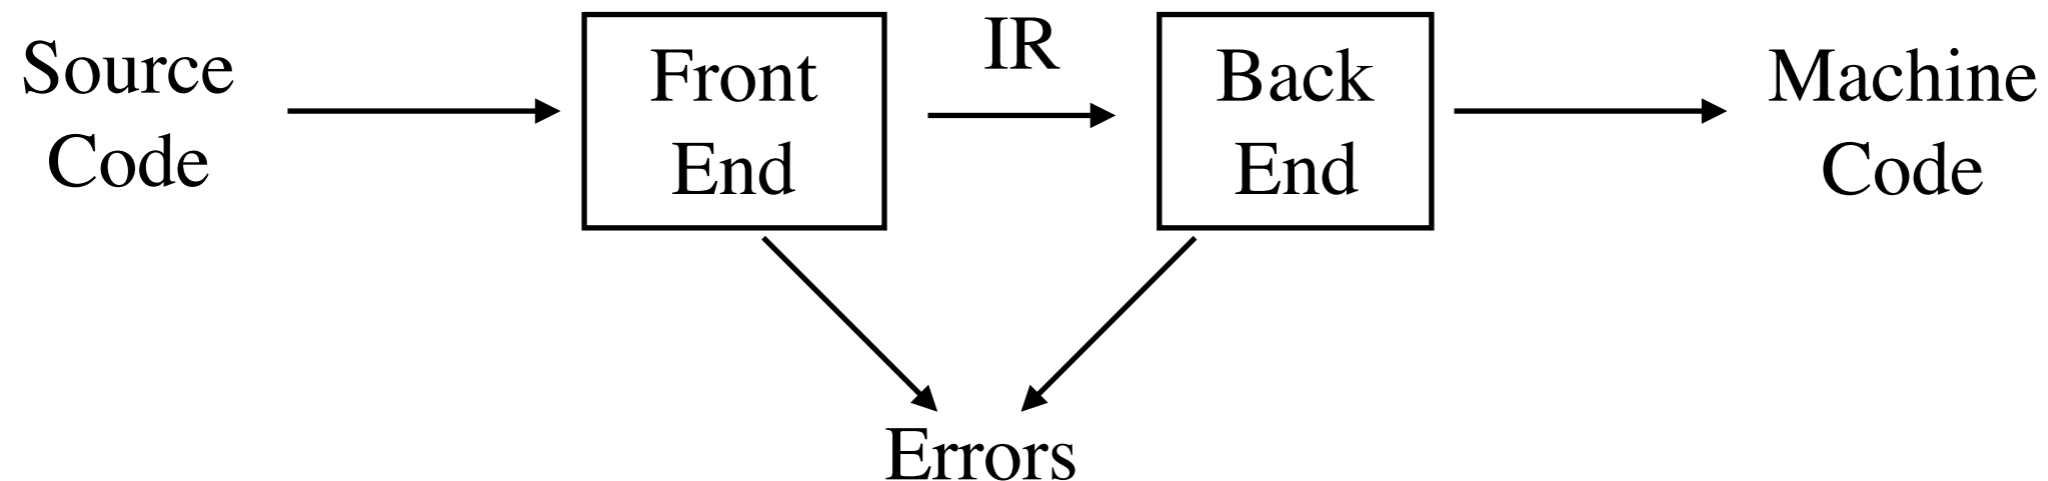 Source
Code
Front
End
IR
Back
End
Machine
Code
Errors